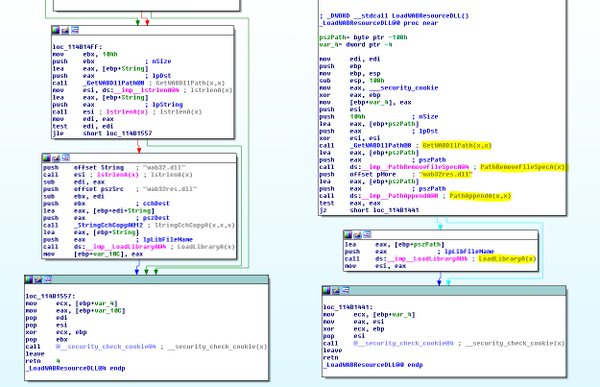 loc_114B14FF:
mov ebx, 104h
push ebx ; nSize
lea eax, [ebp+String]
push eax ; lpDst
call _GetWABDllPath@8 ; GetWABDllPath(x,x)
mov esi, ds:__imp__lstrlenA@4 ; lstrlenA(x)
lea eax, [ebp+String]
push eax ; lpString
call esi ; lstrlenA(x) ; lstrlenA(x)
mov edi, eax
test edi, edi
jle short loc_114B1557
push offset String ; "wab32.dll"
call esi ; lstrlenA(x) ; lstrlenA(x)
sub edi, eax
push offset pszSrc ; "wab32res.dll"
sub ebx, edi
push ebx ; cchDest
lea eax, [ebp+edi+String]
push eax ; pszDest
call _StringCchCopyA@12 ; StringCchCopyA(x,x,x)
lea eax, [ebp+String]
push eax ; lpLibFileName
call ds:__imp__LoadLibraryA@4 ; LoadLibraryA(x)
mov [ebp+var_10C], eax
loc_114B1557:
mov ecx, [ebp+var_4]
mov eax, [ebp+var_10C]
pop edi
pop esi
xor ecx, ebp
pop ebx
call @__security_check_cookie@4 ; __security_check_cookie(x)
leave
retn 4
_LoadWABResourceDLL@4 endp
; _DWORD __stdcall LoadWABResourceDLL()
_LoadWABResourceDLL@0 proc near
pszPath= byte ptr -108h
var_4= dword ptr -4
mov edi, edi
push ebp
mov ebp, esp
sub esp, 108h
mov eax, ___security_cookie
xor eax, ebp
mov [ebp+var_4], eax
push esi
push 104h ; nSize
lea eax, [ebp+pszPath]
push eax ; lpDst
xor esi, esi
call _GetWABDllPath@8 ; GetWABDllPath(x,x)
lea eax, [ebp+pszPath]
push eax ; pszPath
call ds:__imp__PathRemoveFileSpecA@4 ; PathRemoveFileSpecA(x)
push offset pMore ; "wab32res.dll"
lea eax, [ebp+pszPath]
push eax ; pszPath
call ds:__imp__PathAppendA@8 ; PathAppendA(x,x)
test eax, eax
jz short loc_114B1441
lea eax, [ebp+pszPath]
push eax ; lpLibFileName
call ds:__imp__LoadLibraryA@4 ; LoadLibraryA(x)
mov esi, eax
loc_114B1441:
mov ecx, [ebp+var_4]
mov eax, esi
xor ecx, ebp
pop esi
call @__security_check_cookie@4 ; __security_check_cookie(x)
leave
retn
_LoadWABResourceDLL@0 endp